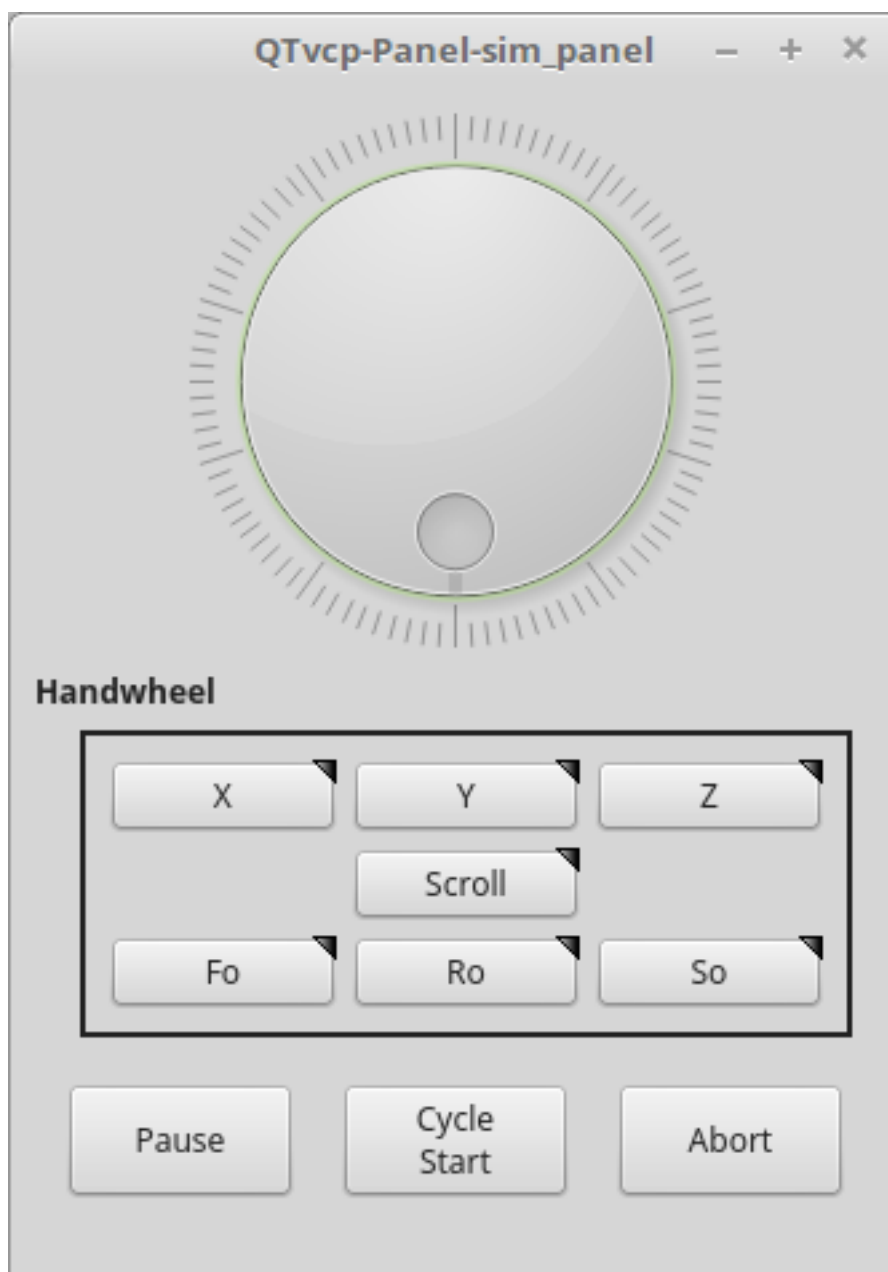 QTvcp-Panel-sim_panel
Handwheel
X Y Z
Scroll
Fo Ro So
Pause
Cycle
Start
Abort